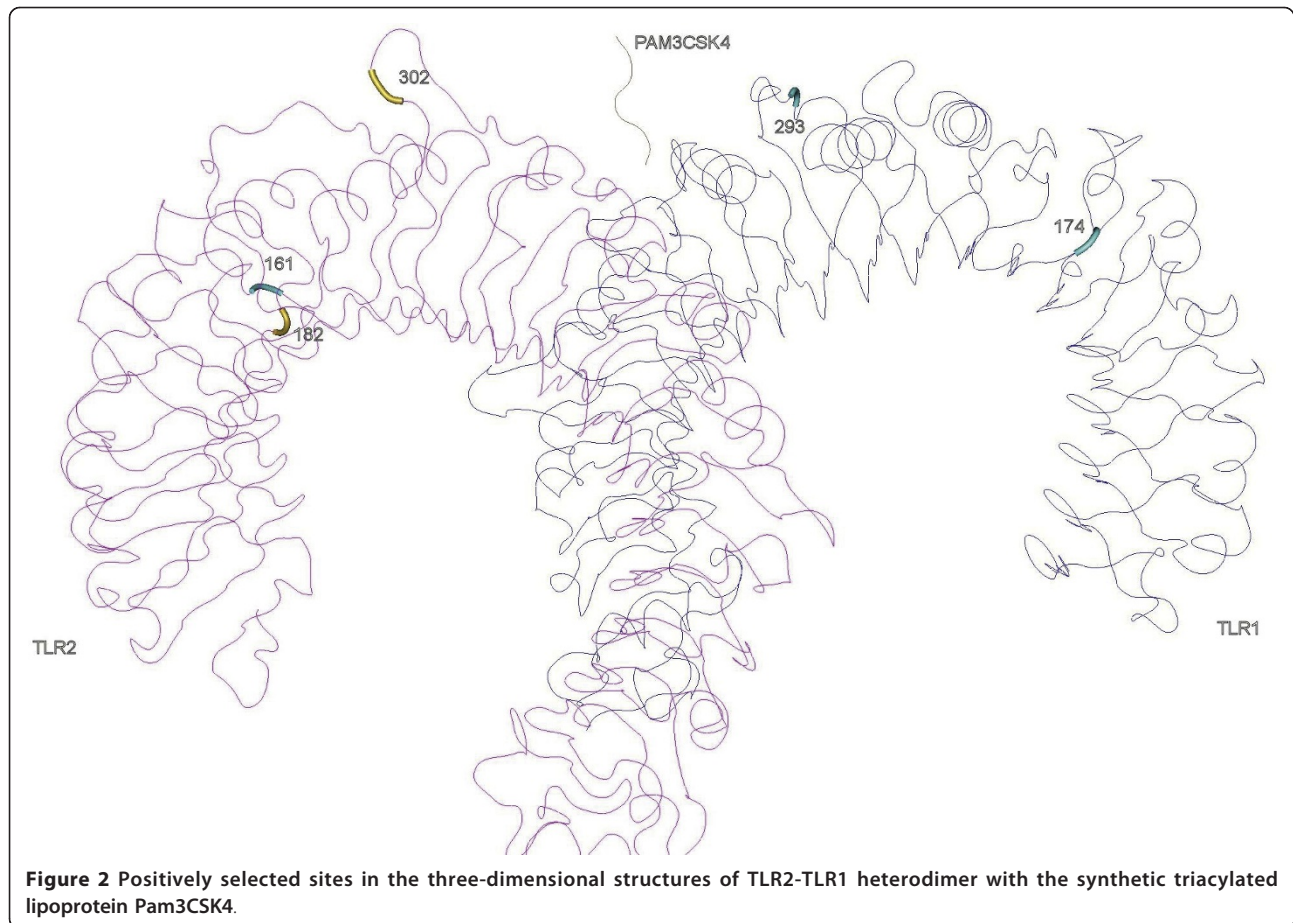 PAM3CSK4
302
293
174
161
182
TLR2
TLR1
Figure 2 Positively selected sites in the three-dimensional structures of TLR2-TLR1 heterodimer with the synthetic triacylated
lipoprotein Pam3CSK4.